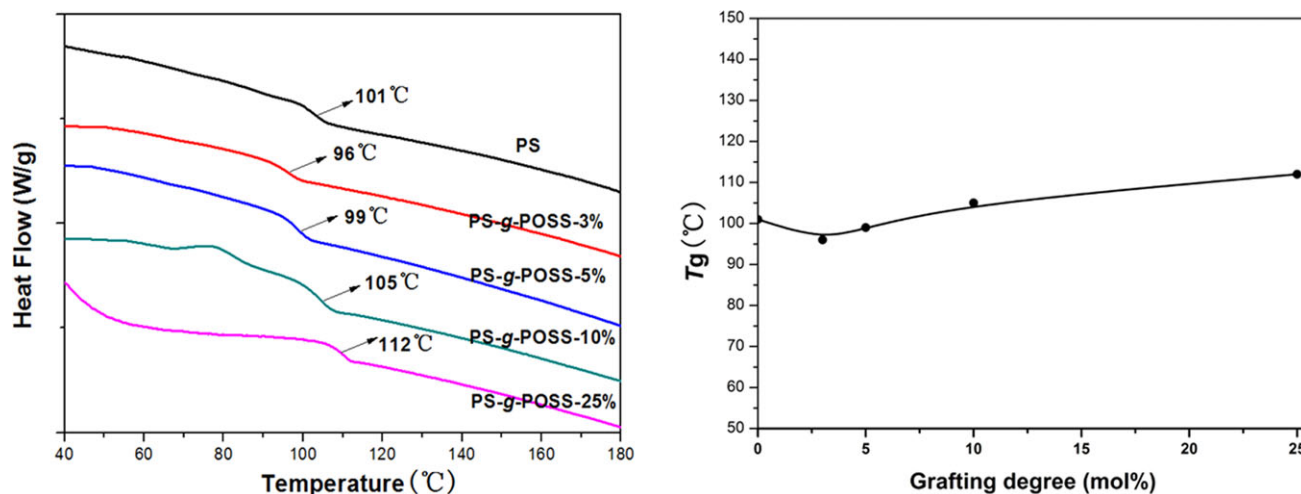 Heat Flow (W/g)
101℃
PS
96℃
PS-g-POSS-3%
99℃
PS-g-POSS-5%
105℃
PS-g-POSS-10%
112℃
PS-g-POSS-25%
40 60 80 100 120 140 160 180
Temperature(℃)
Tg(℃)
150
140
130
120
110
100
90
80
70
60
50
0 5 10 15 20 25
Grafting degree (mol%)